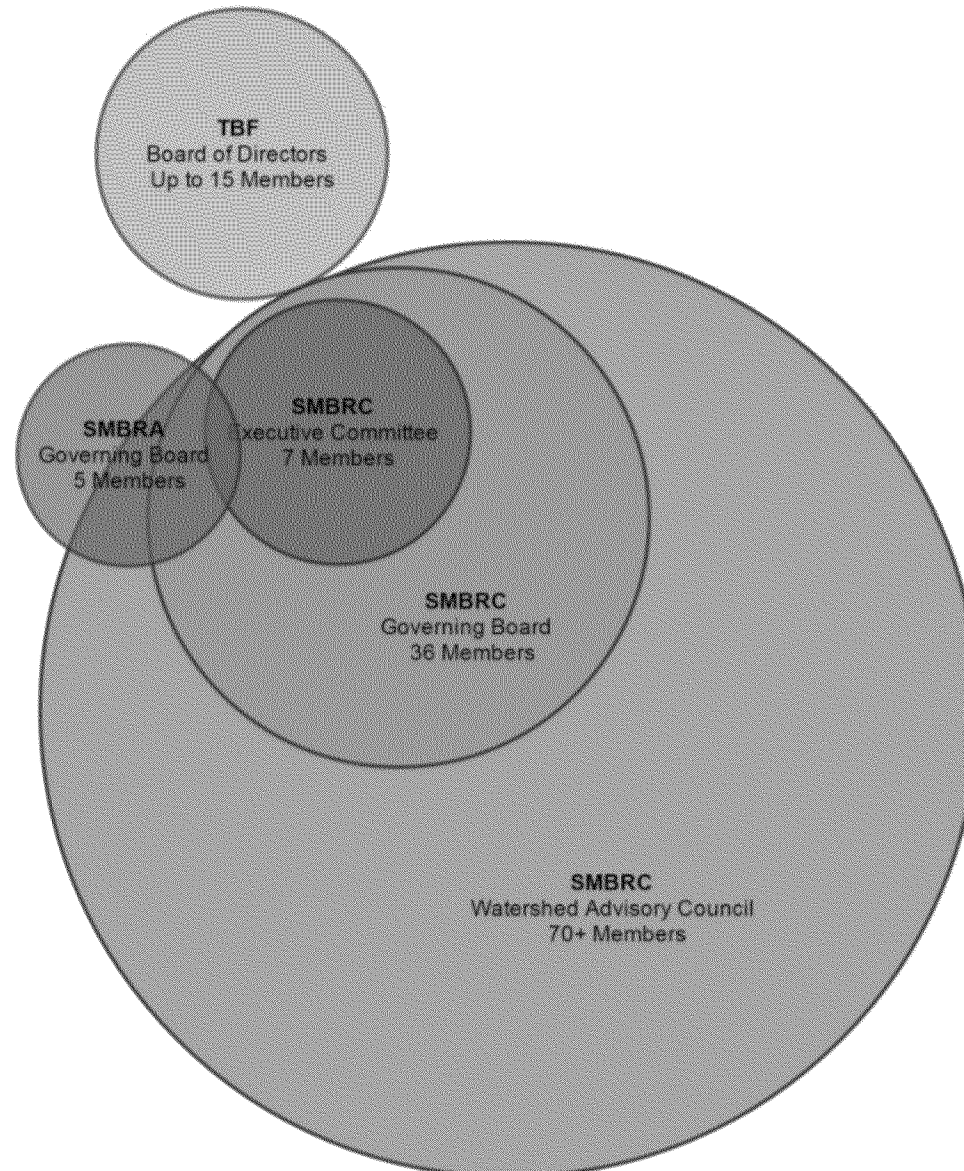 TBF
Board of Directors
Up to 15 Members
SMBRA
Governing Board
5 Members
SMBRC
Executive Committee
7 Members
SMBRC
Governing Board
36 Members
SMBRC
Watershed Advisory Council
70+ Members